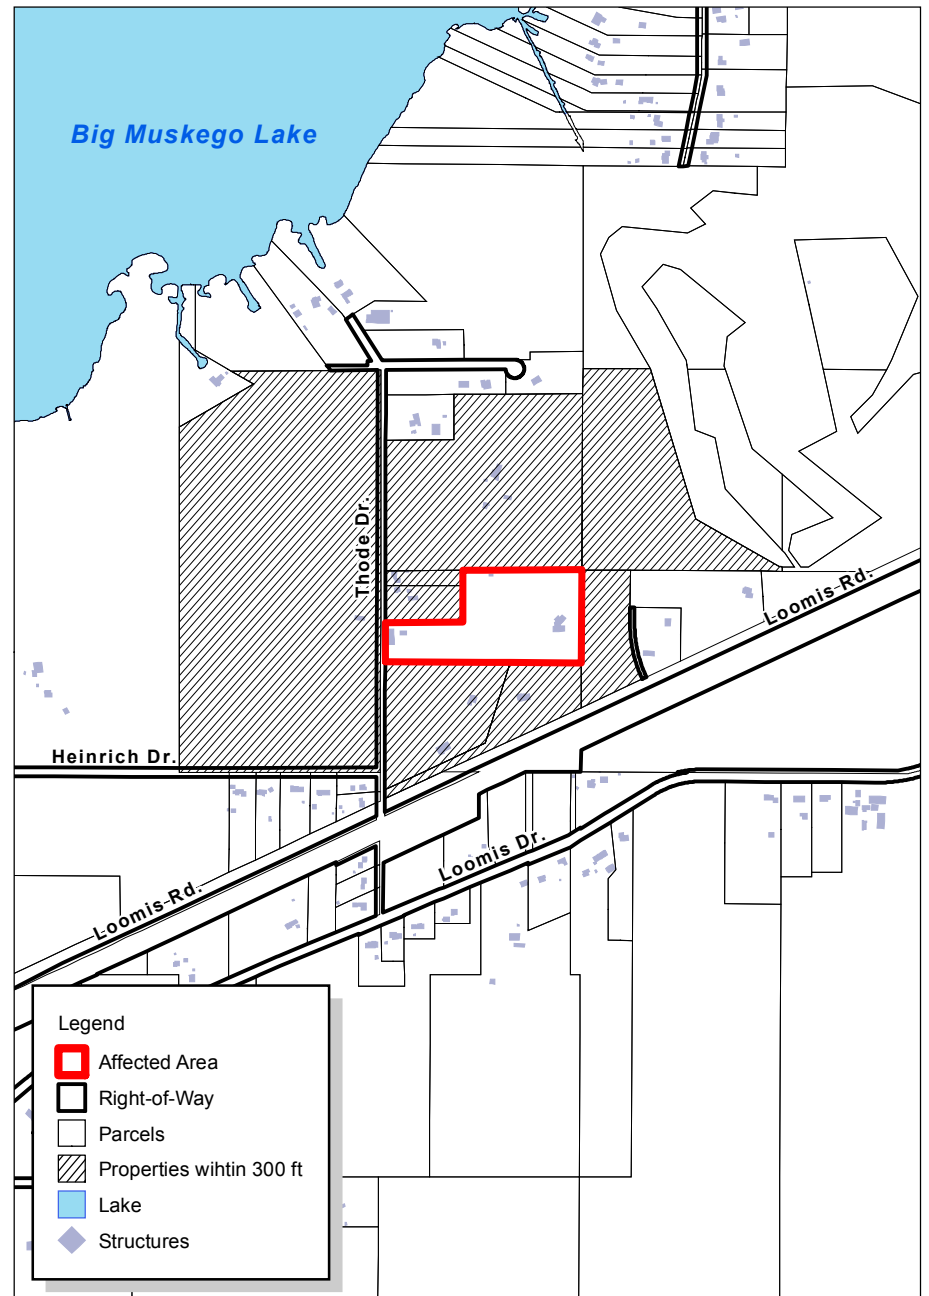 Big Muskego Lake
Thode Dr.
Loomis Rd.
Heinrich Dr.
Loomis Dr.
Loomis Rd.
Legend
Affected Area
Right-of-Way
Parcels
Properties wihtin 300 ft
Lake
Structures